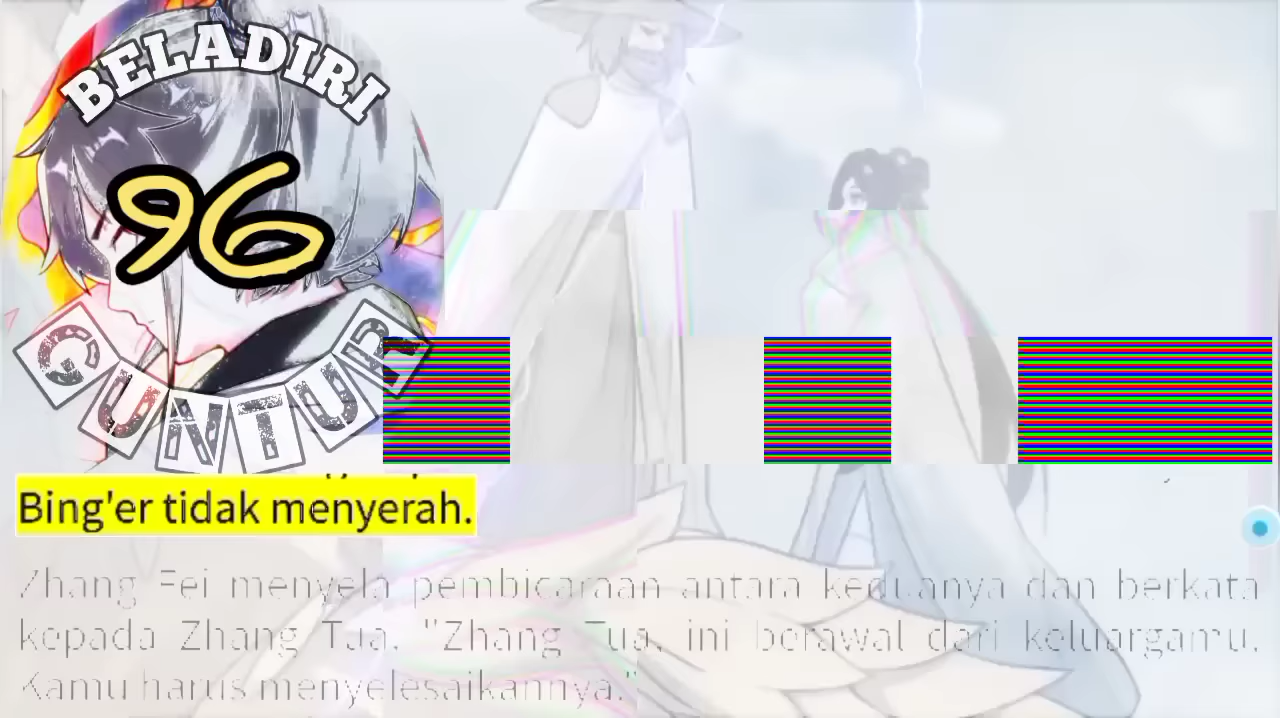 BELADIRI
96
GUNTUR
Bing'er tidak menyerah.
Zhang Fei menyela pembicaraan antara keduanya dan berkata
kepada Zhang Tua. "Zhang Tua, ini berawal dari keluargamu.
Kamu harus menyelesaikannya."